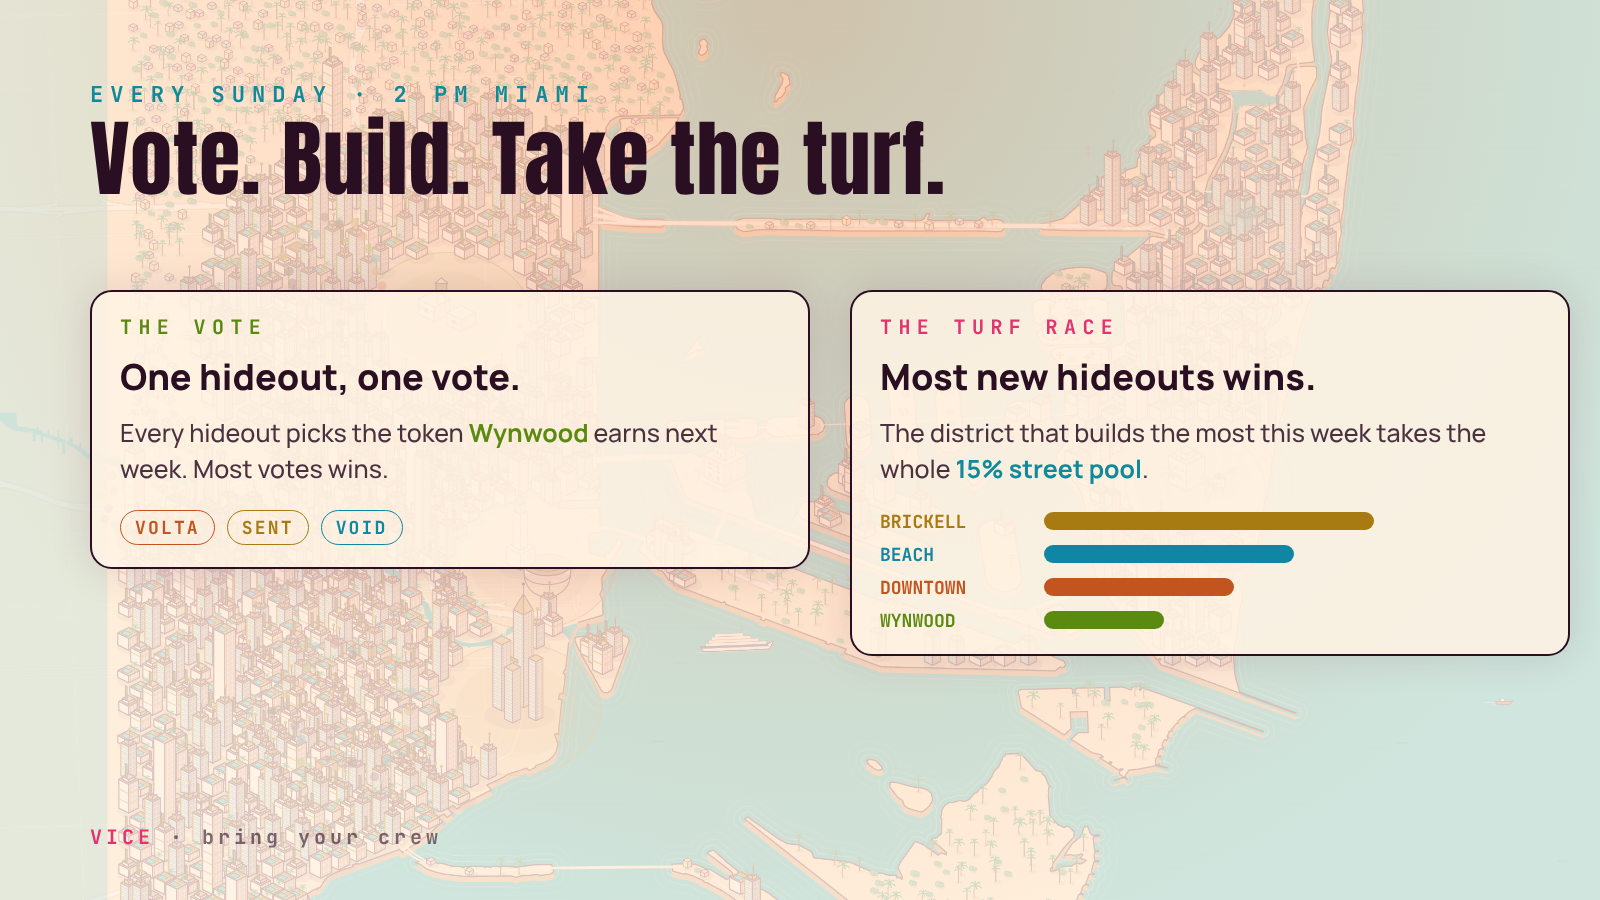 EVERY SUNDAY · 2 PM MIAMI
Vote. Build. Take the turf.
THE VOTE
One hideout, one vote.
Every hideout picks the token Wynwood earns next
week. Most votes wins.
VOLTA SENT VOID
THE TURF RACE
Most new hideouts wins.
The district that builds the most this week takes the
whole 15% street pool.
BRICKELL
BEACH
DOWNTOWN
WYNWOOD
VICE · bring your crew